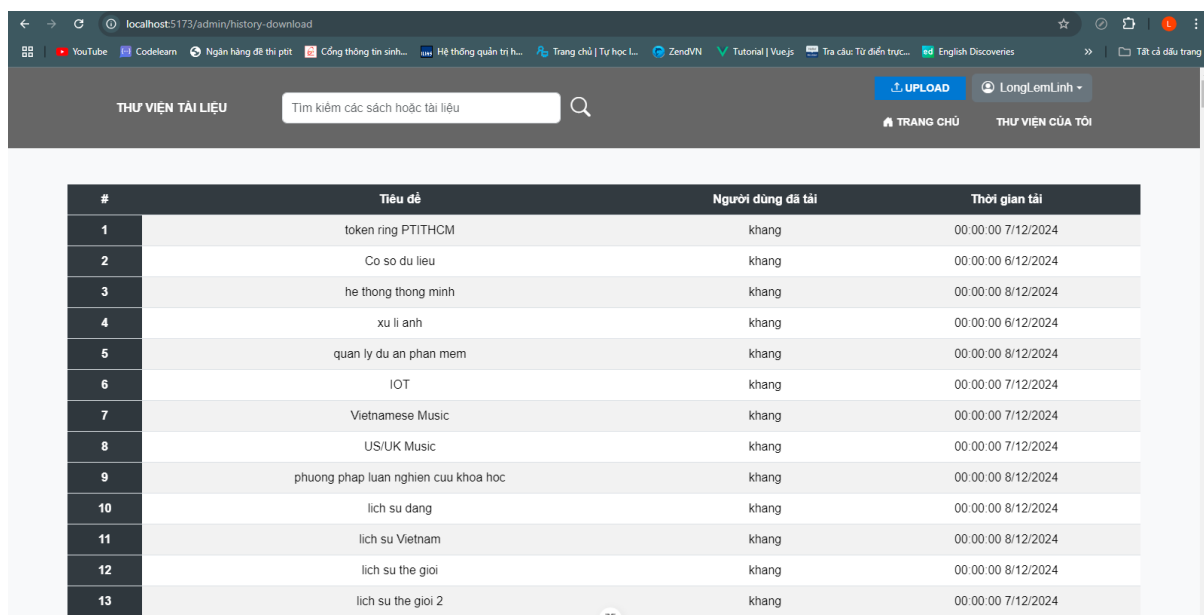 localhost:5173/admin/history-download
YouTube Codelearn Ngân hàng đề thi ptit Cổng thông tin sinh... Hệ thống quản trị h... Trang chủ | Tự học l... ZendVN Tutorial | Vue.js Tra câu: Từ điển trực... English Discoveries » Tất cả dấu trang
UPLOAD LongLemLinh
THƯ VIỆN TÀI LIỆU Tìm kiếm các sách hoặc tài liệu
TRANG CHỦ THƯ VIỆN CỦA TÔI
# Tiêu đề Người dùng đã tải Thời gian tải
1 token ring PTITHCM khang 00:00:00 7/12/2024
2 Co so du lieu khang 00:00:00 6/12/2024
3 he thong thong minh khang 00:00:00 8/12/2024
4 xu li anh khang 00:00:00 6/12/2024
5 quan ly du an phan mem khang 00:00:00 8/12/2024
6 IOT khang 00:00:00 7/12/2024
7 Vietnamese Music khang 00:00:00 7/12/2024
8 US/UK Music khang 00:00:00 7/12/2024
9 phuong phap luan nghien cuu khoa hoc khang 00:00:00 8/12/2024
10 lich su dang khang 00:00:00 8/12/2024
11 lich su Vietnam khang 00:00:00 8/12/2024
12 lich su the gioi khang 00:00:00 8/12/2024
13 lich su the gioi 2 khang 00:00:00 7/12/2024